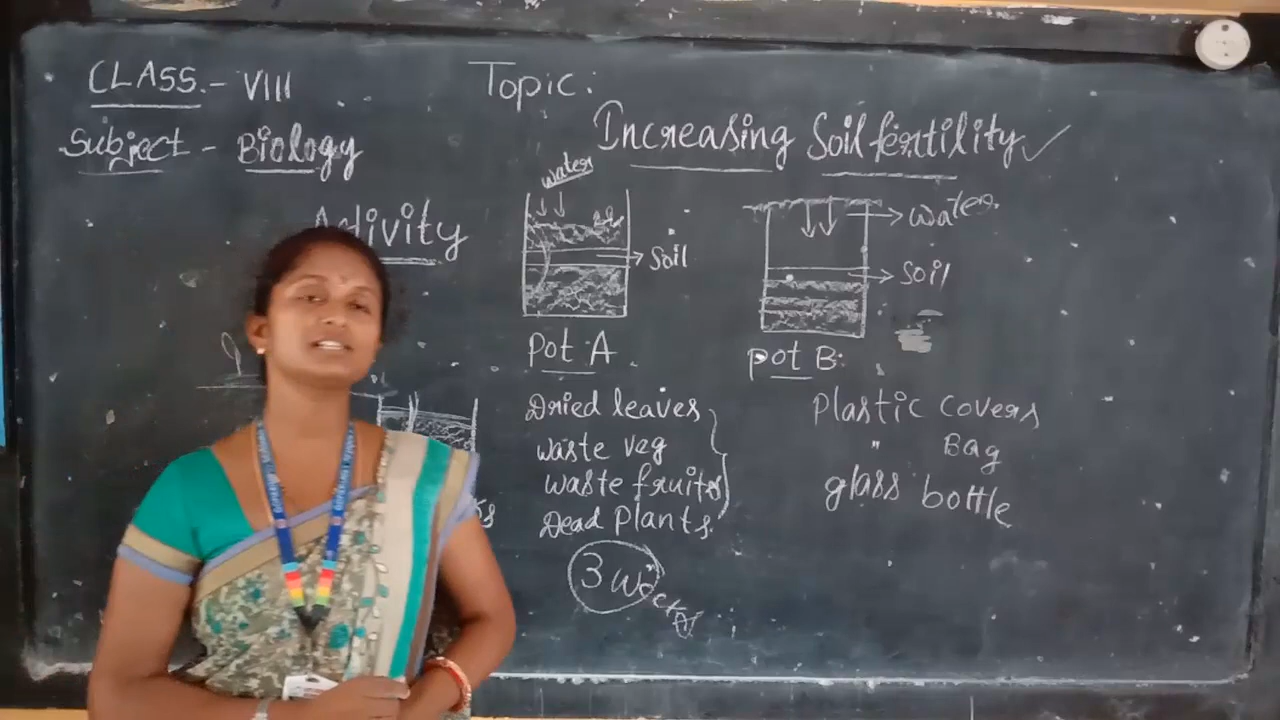 CLASS.- VIII
Subject - Biology
Topic:
Increasing Soil fertility ✓
Activity
water
Soil
Pot A
Dried leaves
waste veg
waste fruits
Dead Plants.
3 weeks
water
Soil
pot B:
Plastic covers
" Bag
glass bottle